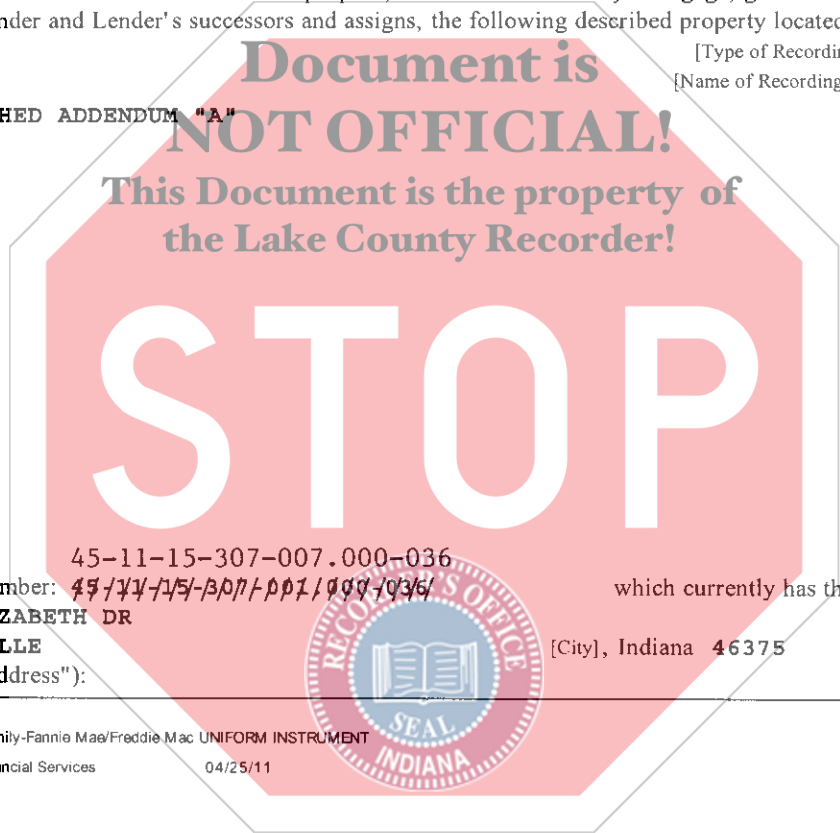 nder and Lender's successors and assigns, the following described property located
Document is
[Type of Recordin
[Name of Recording
HED ADDENDUM "A"
NOT OFFICIAL!
This Document is the property of
the Lake County Recorder!
STOP
45-11-15-307-007.000-036
mber: 45-11-15-307-001.000-036 which currently has th
ZABETH DR
LLE [City], Indiana 46375
ddress"):
RECORDER'S OFFICE
SEAL
INDIANA
nily-Fannie Mae/Freddie Mac UNIFORM INSTRUMENT
ncial Services 04/25/11